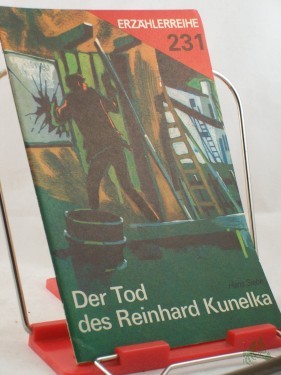 ERZÄHLERREIHE
231
Der Tod
des Reinhard Kunelka